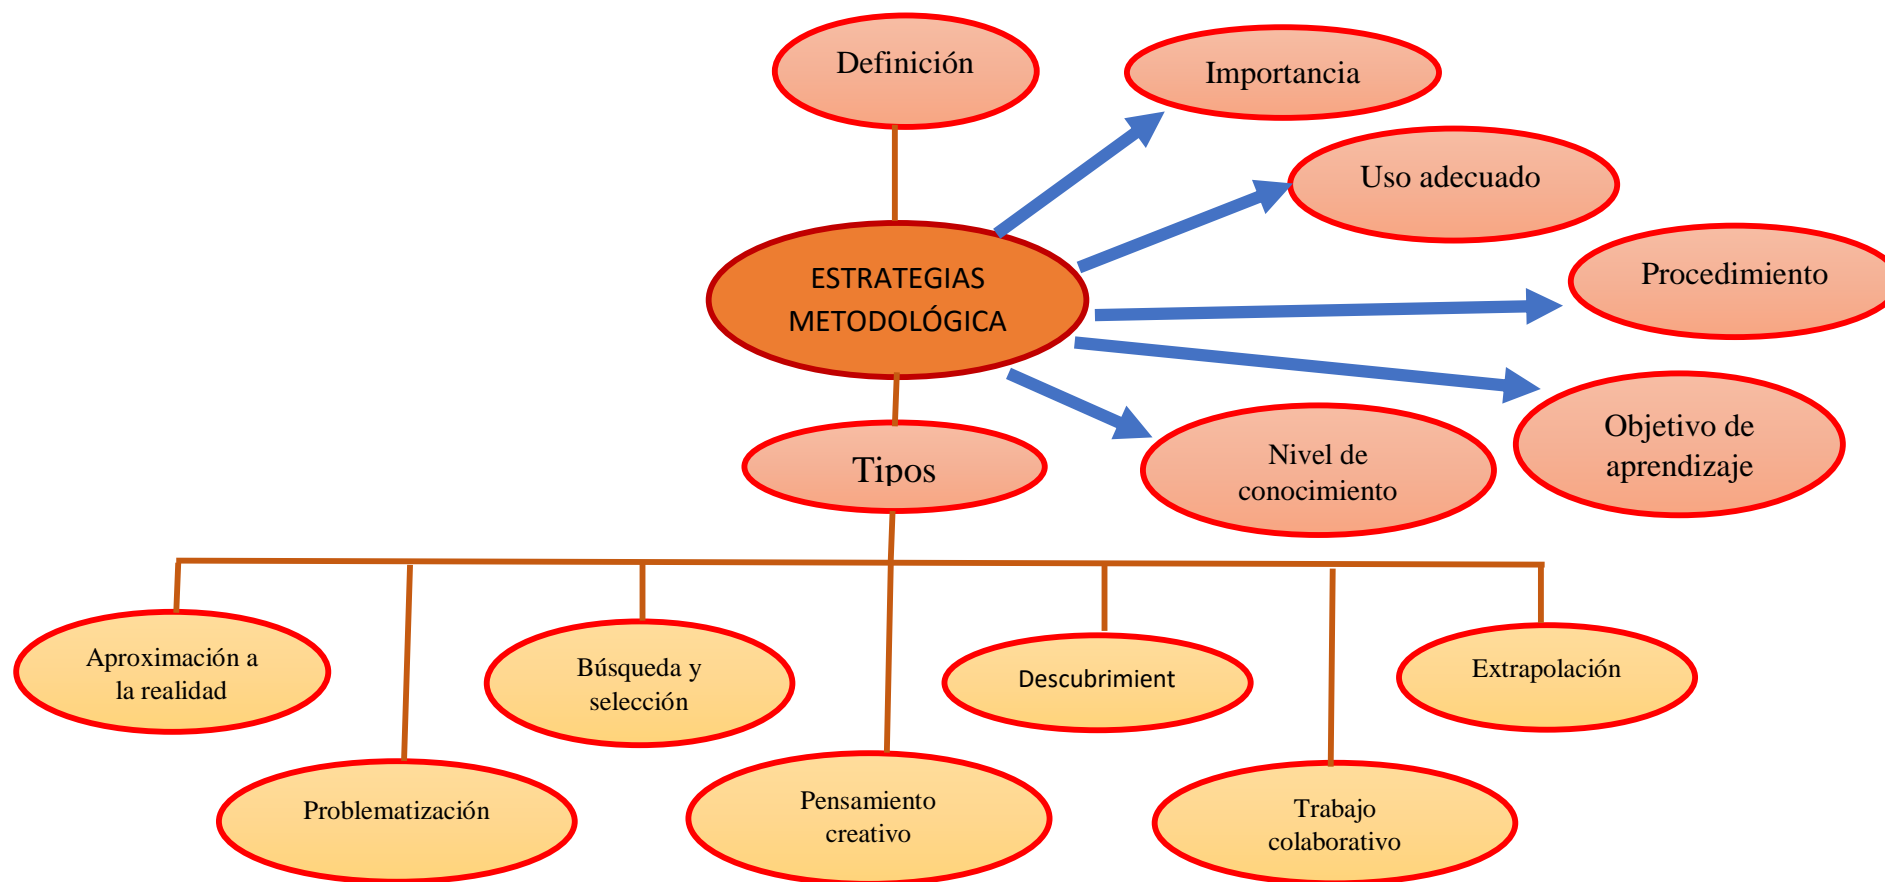 Definición
Importancia
Uso adecuado
ESTRATEGIAS
METODOLÓGICA
Procedimiento
Objetivo de
aprendizaje
Nivel de
conocimiento
Tipos
Aproximación a
la realidad
Búsqueda y
selección
Descubrimient
Extrapolación
Problematización
Pensamiento
creativo
Trabajo
colaborativo